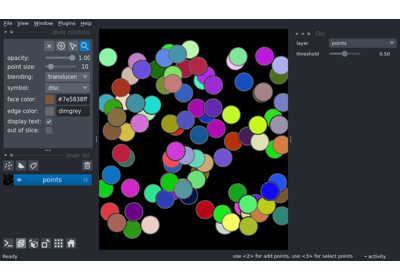 File View Window Plugins Help
layer controls
opacity: 1.00
point size: 10
blending: translucen
symbol: disc
face color: #7e5838ff
edge color: dimgrey
display text:
out of slice:
layer list
points
Do
layer points
threshold 0.50
Ready
use <2> for add points, use <3> for select points
activity